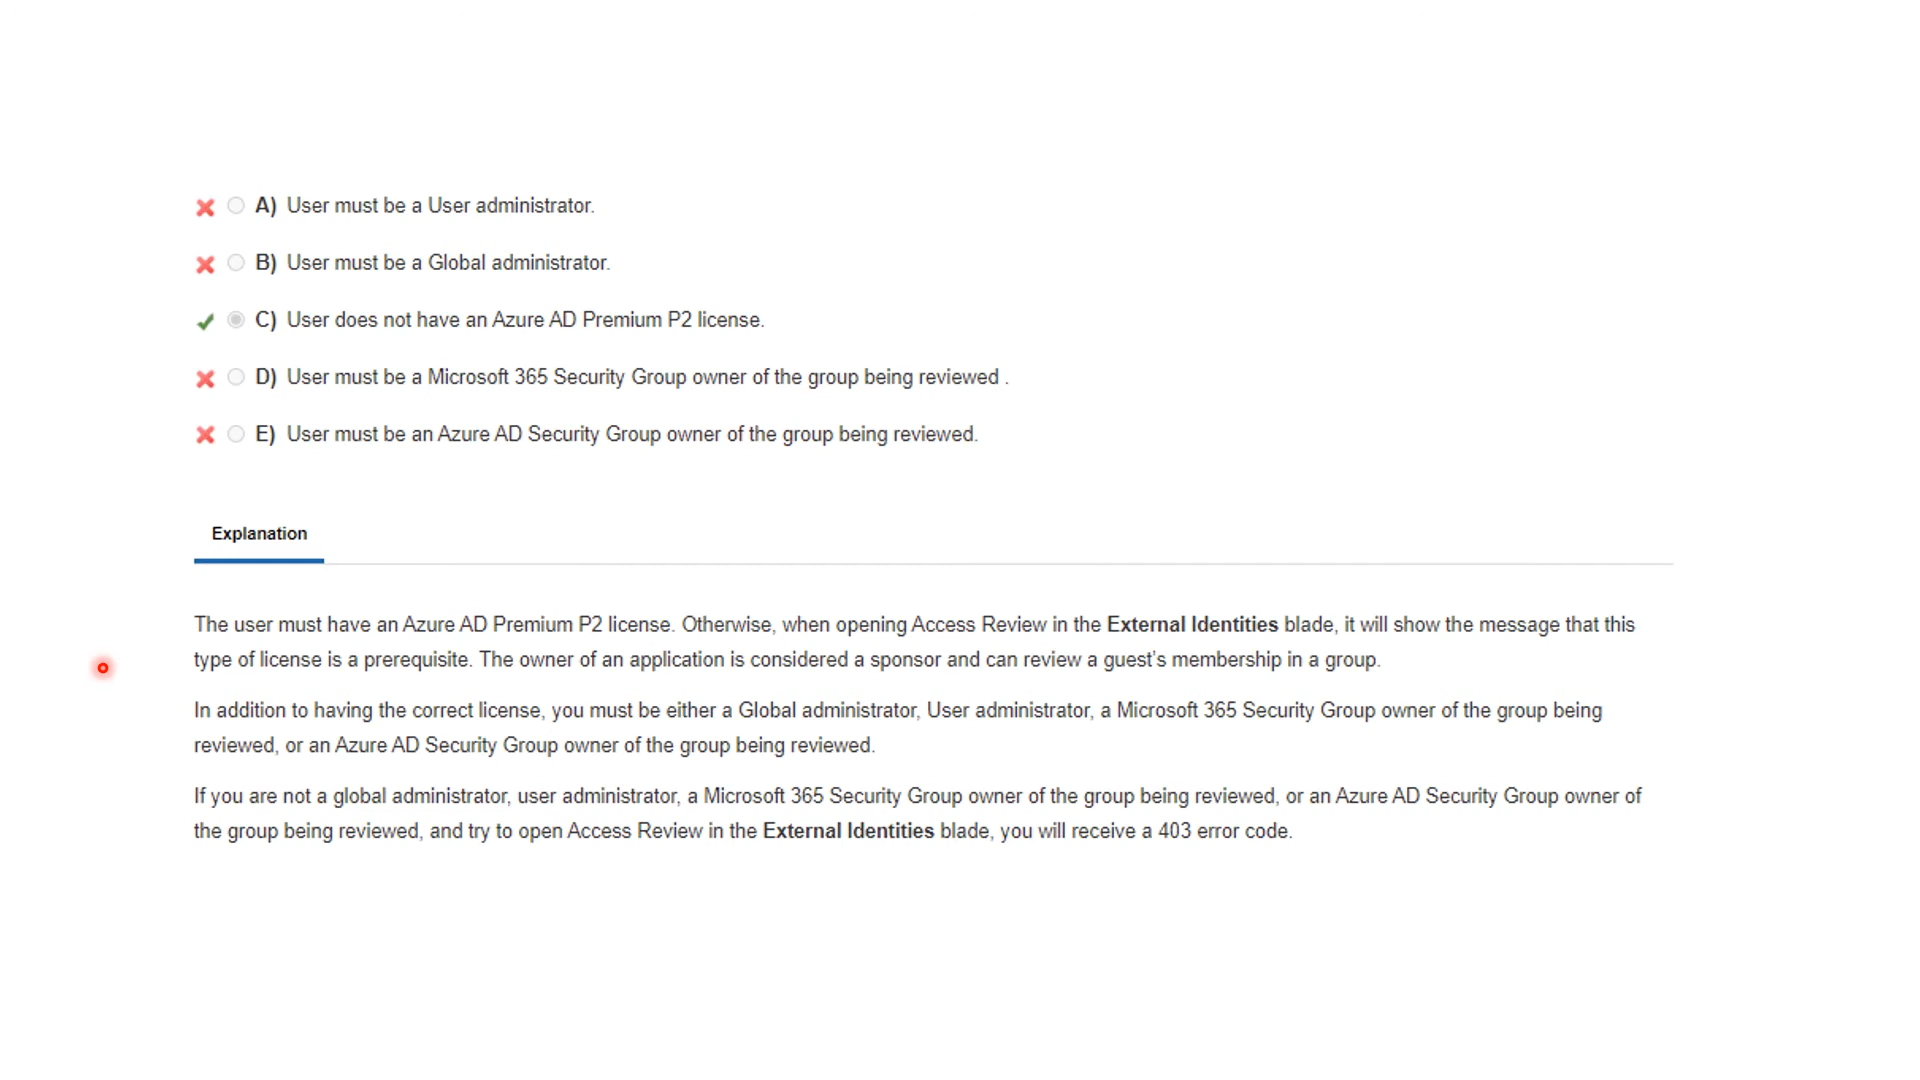 A) User must be a User administrator.
B) User must be a Global administrator.
C) User does not have an Azure AD Premium P2 license.
D) User must be a Microsoft 365 Security Group owner of the group being reviewed .
E) User must be an Azure AD Security Group owner of the group being reviewed.
Explanation
The user must have an Azure AD Premium P2 license. Otherwise, when opening Access Review in the External Identities blade, it will show the message that this
type of license is a prerequisite. The owner of an application is considered a sponsor and can review a guest's membership in a group.
In addition to having the correct license, you must be either a Global administrator, User administrator, a Microsoft 365 Security Group owner of the group being
reviewed, or an Azure AD Security Group owner of the group being reviewed.
If you are not a global administrator, user administrator, a Microsoft 365 Security Group owner of the group being reviewed, or an Azure AD Security Group owner of
the group being reviewed, and try to open Access Review in the External Identities blade, you will receive a 403 error code.